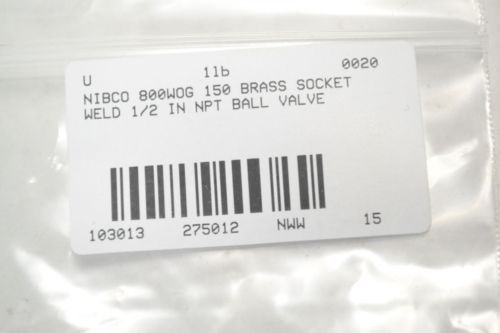 U 1lb 0020
NIBCO 800WOG 150 BRASS SOCKET
WELD 1/2 IN NPT BALL VALVE
103013 275012 NWW 15